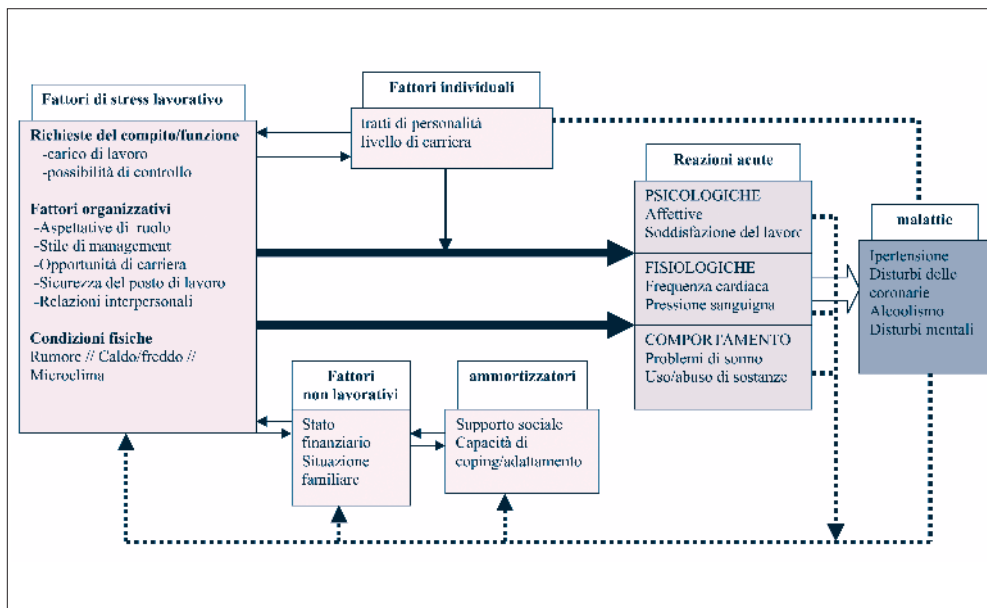 Fattori di stress lavorativo
Richieste del compito/funzione
-carico di lavoro
-possibilità di controllo
Fattori organizzativi
-Aspettative di ruolo
-Stile di management
-Opportunità di carriera
-Sicurezza del posto di lavoro
-Relazioni interpersonali
Condizioni fisiche
Rumore // Caldo/freddo //
Microclima
Fattori individuali
tratti di personalità
livello di carriera
Fattori
non lavorativi
Stato
finanziario
Situazione
familiare
ammortizzatori
Supporto sociale
Capacità di
coping/adattamento
Reazioni acute
PSICOLOGICHE
Affettive
Soddisfazione del lavoro
FISIOLOGICHE
Frequenza cardiaca
Pressione sanguigna
COMPORTAMENTO
Problemi di sonno
Uso/abuso di sostanze
malattie
Ipertensione
Disturbi delle
coronarie
Alcoolismo
Disturbi mentali